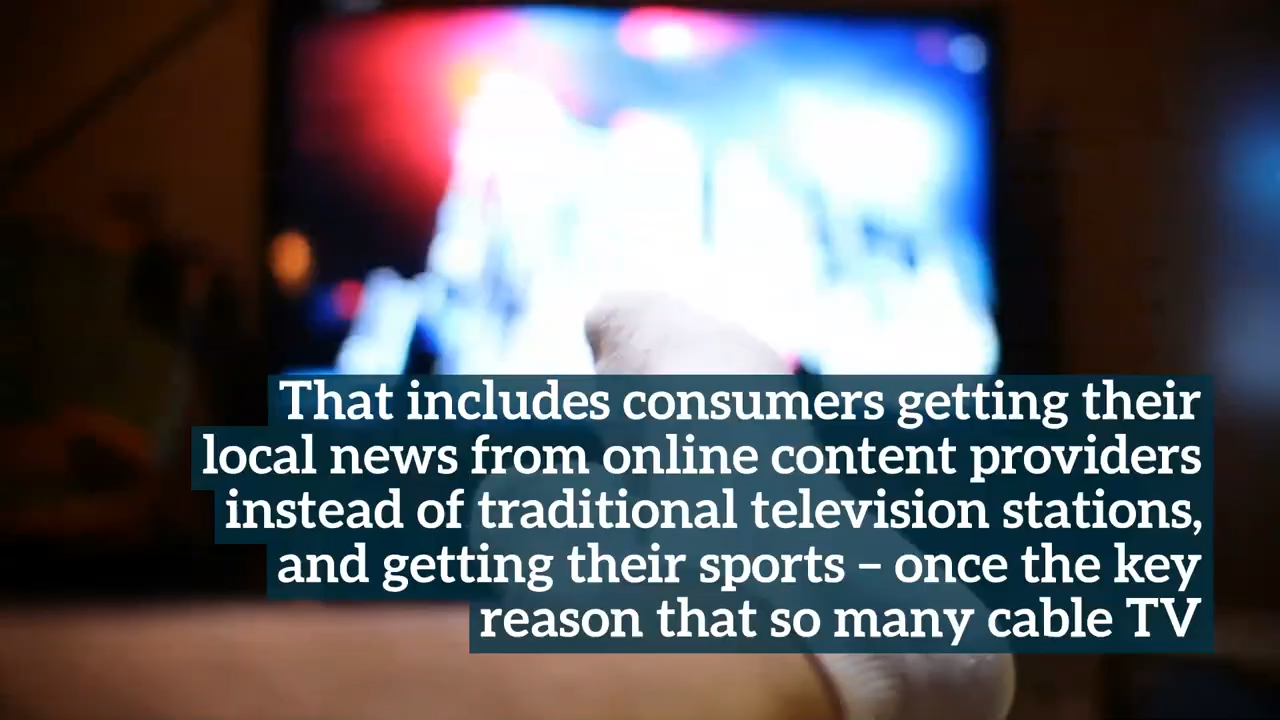 That includes consumers getting their
local news from online content providers
instead of traditional television stations,
and getting their sports – once the key
reason that so many cable TV